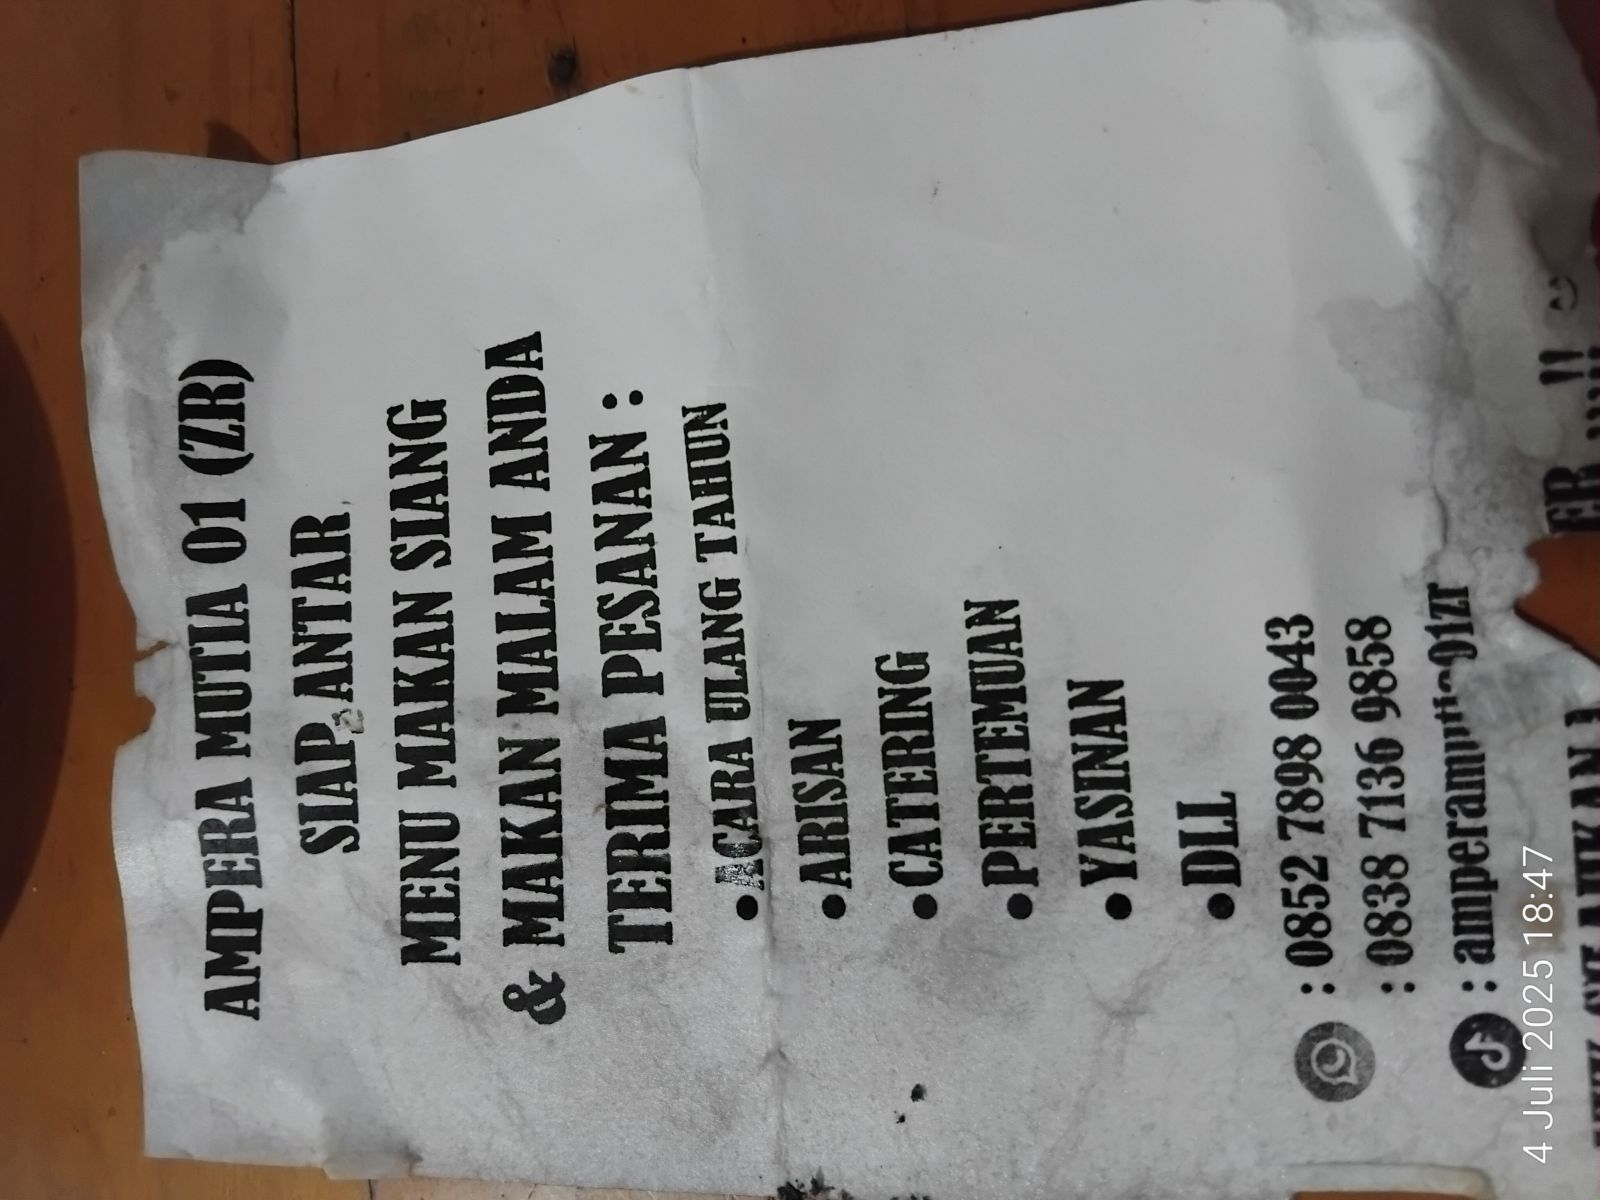 AMPERA MUTIA 01 (ZR)
SIAP ANTAR
MENU MAKAN SIANG
& MAKAN MALAM ANDA
TERIMA PESANAN :
•ACARA ULANG TAHUN
•ARISAN
•CATERING
•PERTEMUAN
•YASINAN
•DLL
: 0852 7898 0043
: 0838 7136 9858
: amperamutia01zr
4 Juli 2025 18:47